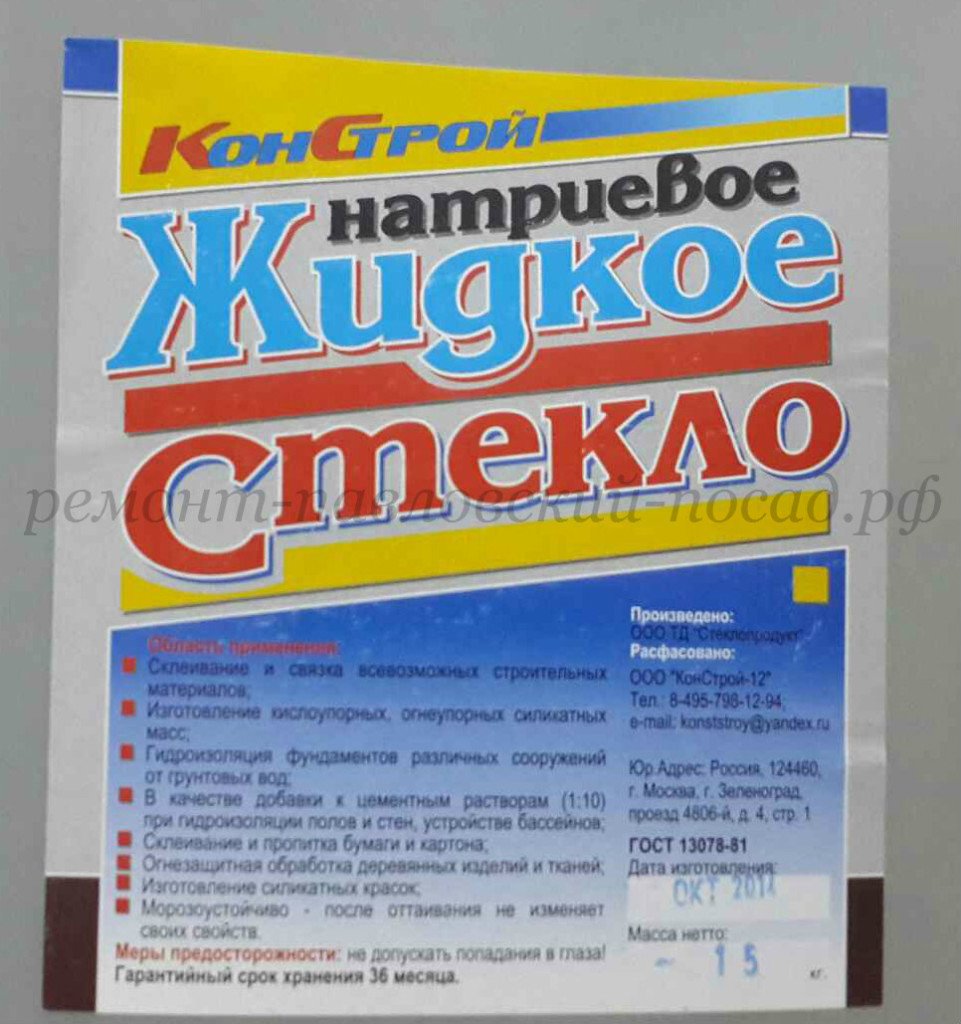 КонСтрой
натриевое
Жидкое
Стекло
ремонт-павловский-посад.рф
Область применения:
Склеивание и связка всевозможных строительных
материалов;
Изготовление кислоупорных, огнеупорных силикатных
масс;
Гидроизоляция фундаментов различных сооружений
от грунтовых вод;
В качестве добавки к цементным растворам (1:10)
при гидроизоляции полов и стен, устройстве бассейнов;
Склеивание и пропитка бумаги и картона;
Огнезащитная обработка деревянных изделий и тканей;
Изготовление силикатных красок;
Морозоустойчиво - после оттаивания не изменяет
своих свойств.
Меры предосторожности: не допускать попадания в глаза!
Гарантийный срок хранения 36 месяца.
Произведено:
ООО ТД "Стеклопродукт"
Расфасовано:
ООО "КонСтрой-12"
Тел.: 8-495-798-12-94;
e-mail: konststroy@yandex.ru
Юр.Адрес: Россия, 124460,
г. Москва, г. Зеленоград,
проезд 4806-й, д. 4, стр. 1
ГОСТ 13078-81
Дата изготовления:
ОКТ
Масса нетто:
~ 15 кг.